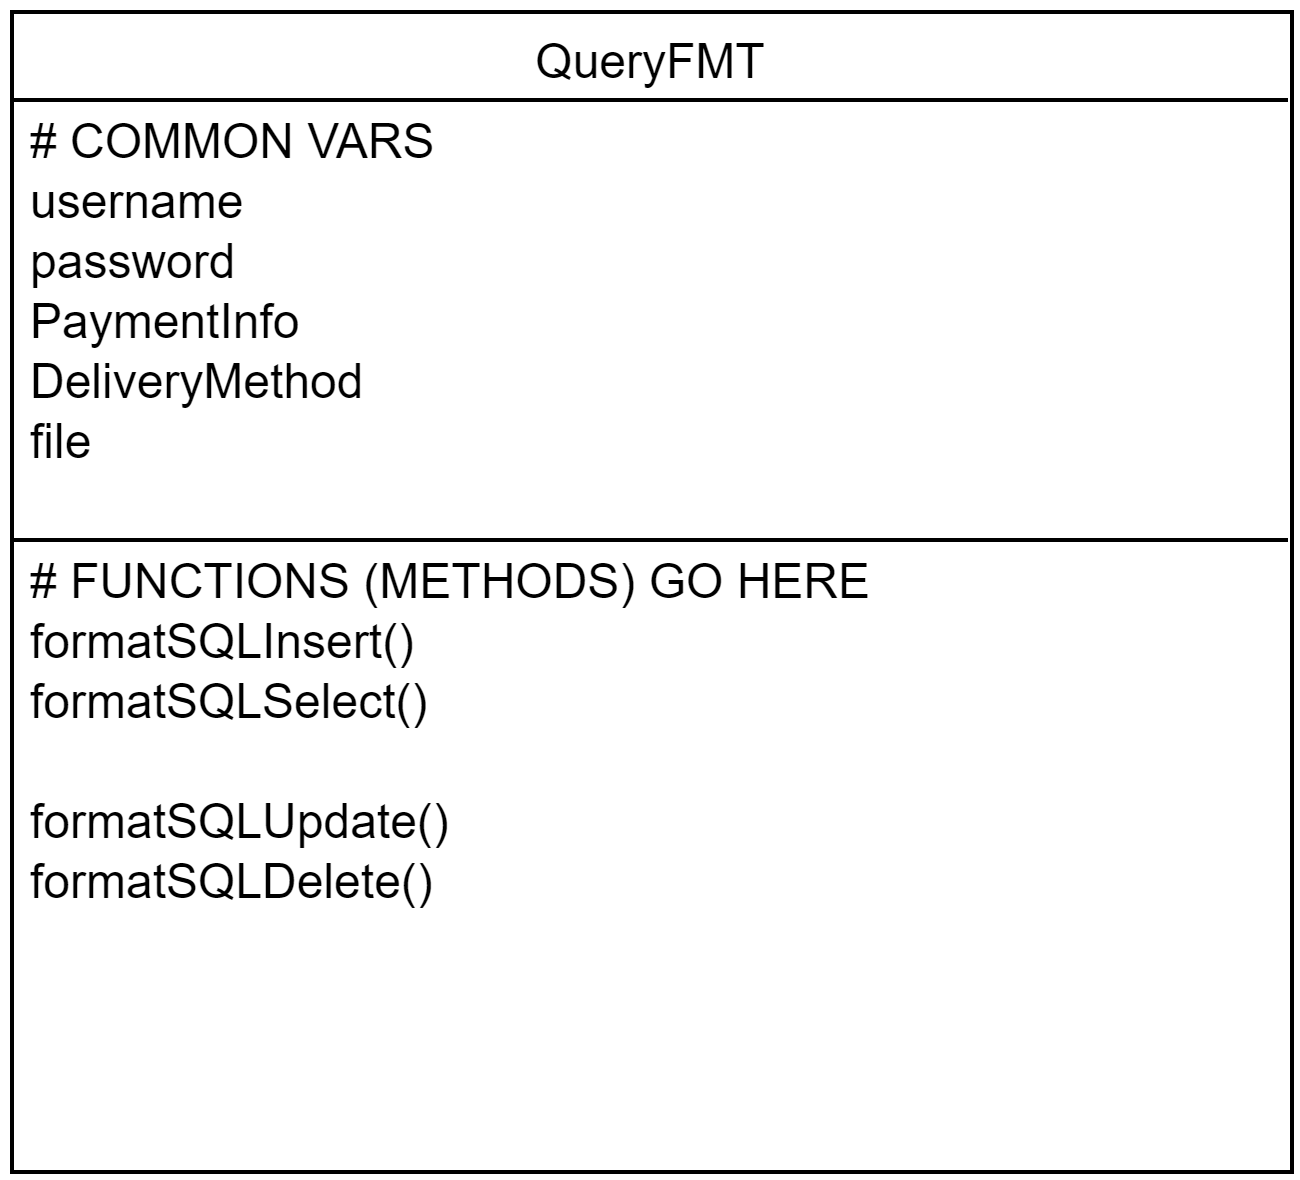 QueryFMT
# COMMON VARS
username
password
PaymentInfo
DeliveryMethod
file
# FUNCTIONS (METHODS) GO HERE
formatSQLInsert()
formatSQLSelect()
formatSQLUpdate()
formatSQLDelete()